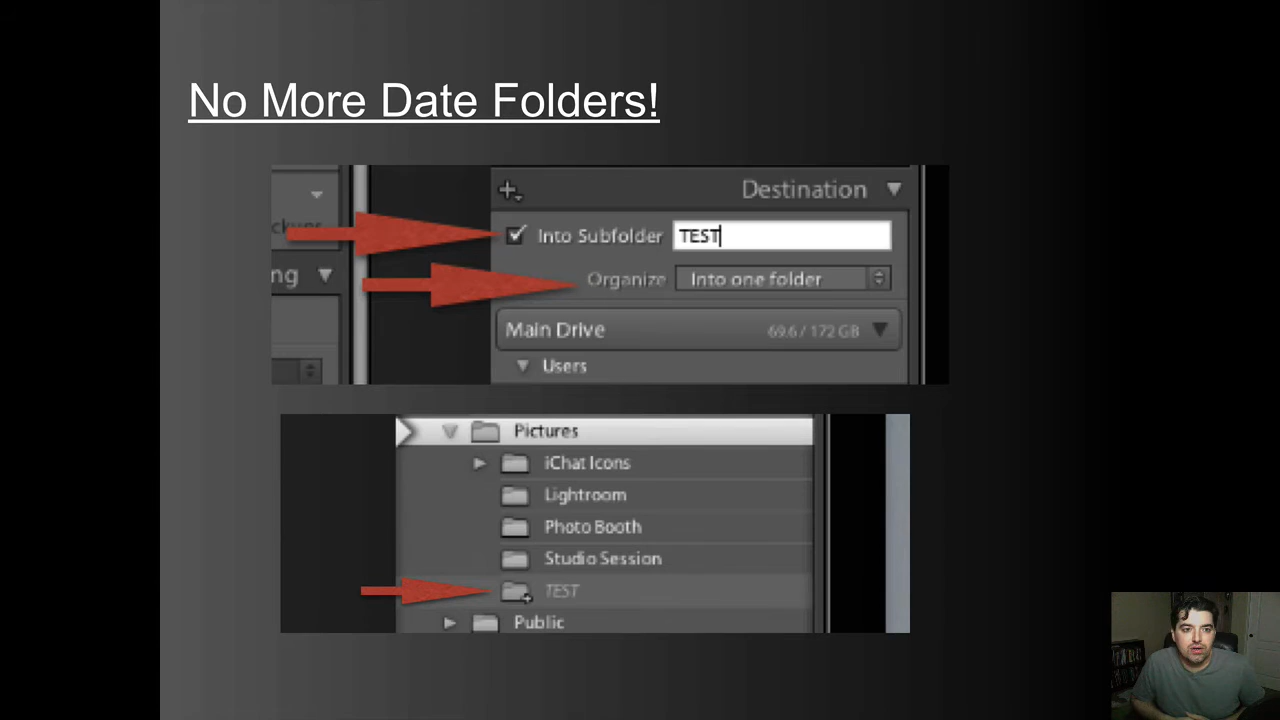 No More Date Folders!
Destination
Into Subfolder TEST
ng
Organize Into one folder
Main Drive 69.6 / 172 GB
Users
Pictures
iChat Icons
Lightroom
Photo Booth
Studio Session
TEST
Public